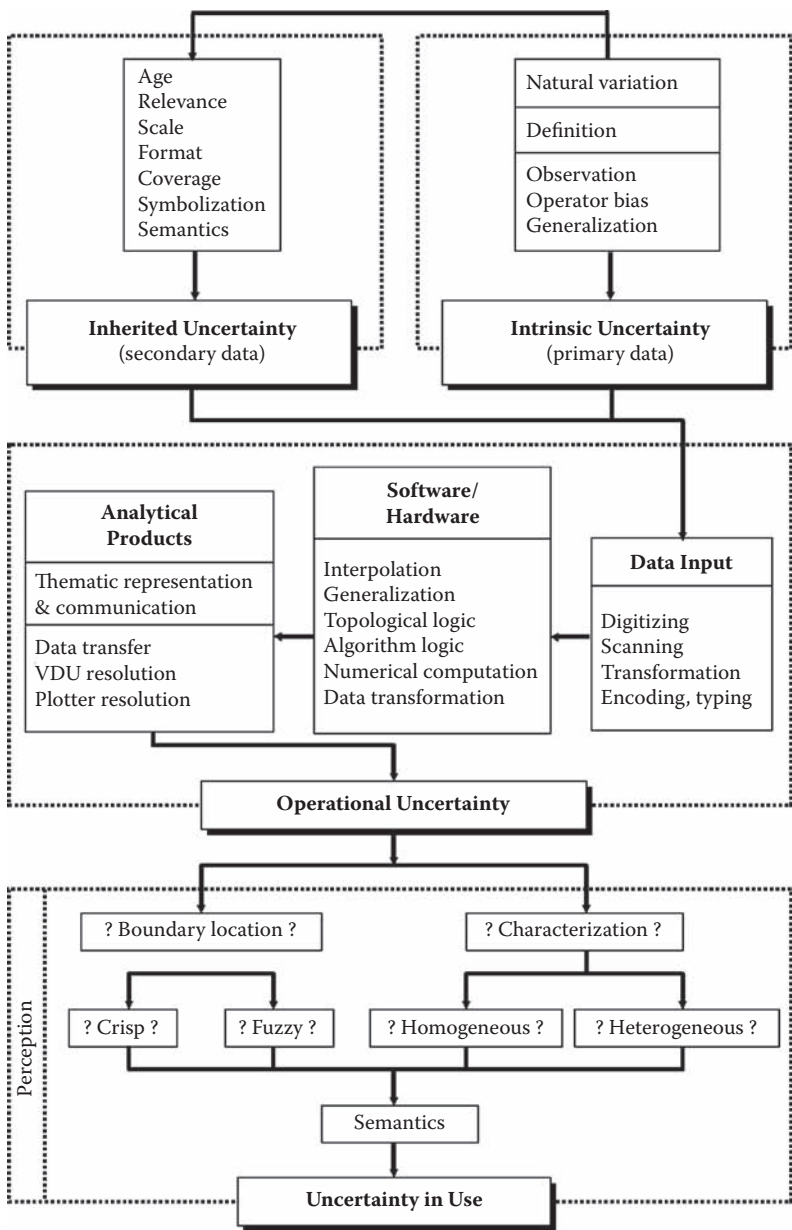 Age
Relevance
Scale
Format
Coverage
Symbolization
Semantics
Inherited Uncertainty
(secondary data)
Natural variation
Definition
Observation
Operator bias
Generalization
Intrinsic Uncertainty
(primary data)
Analytical
Products
Thematic representation
& communication
Data transfer
VDU resolution
Plotter resolution
Software/
Hardware
Interpolation
Generalization
Topological logic
Algorithm logic
Numerical computation
Data transformation
Data Input
Digitizing
Scanning
Transformation
Encoding, typing
Operational Uncertainty
Perception
? Boundary location ?
? Characterization ?
? Crisp ?
? Fuzzy ?
? Homogeneous ?
? Heterogeneous ?
Semantics
Uncertainty in Use